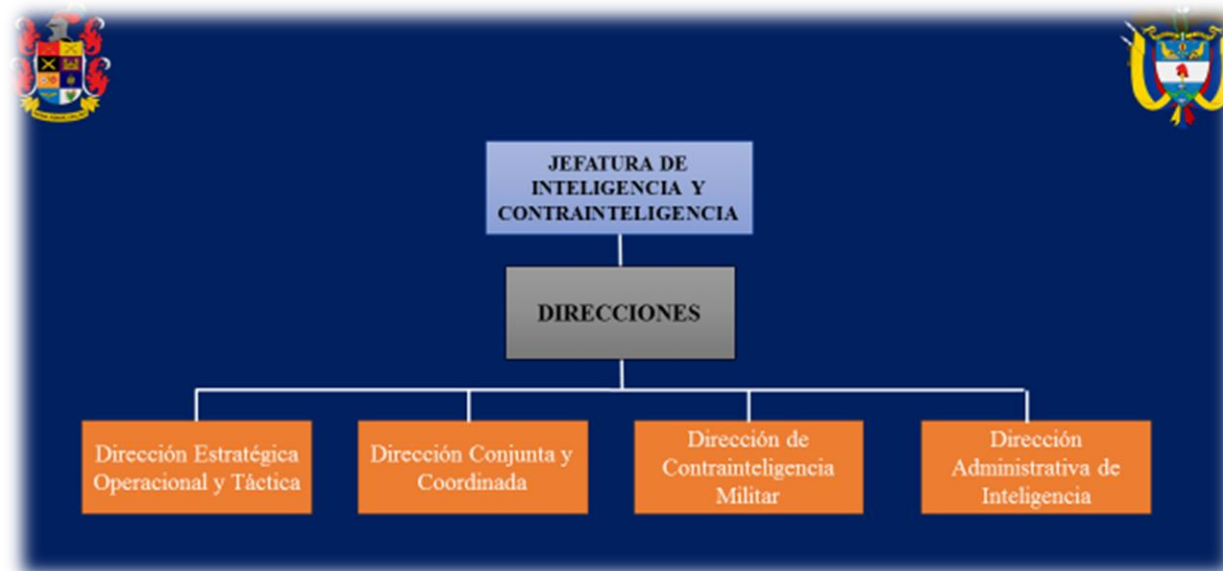 JEFATURA DE
INTELIGENCIA Y
CONTRAINTELIGENCIA
DIRECCIONES
Dirección Estratégica
Operacional y Táctica
Dirección Conjunta y
Coordinada
Dirección de
Contrainteligencia
Militar
Dirección
Administrativa de
Inteligencia